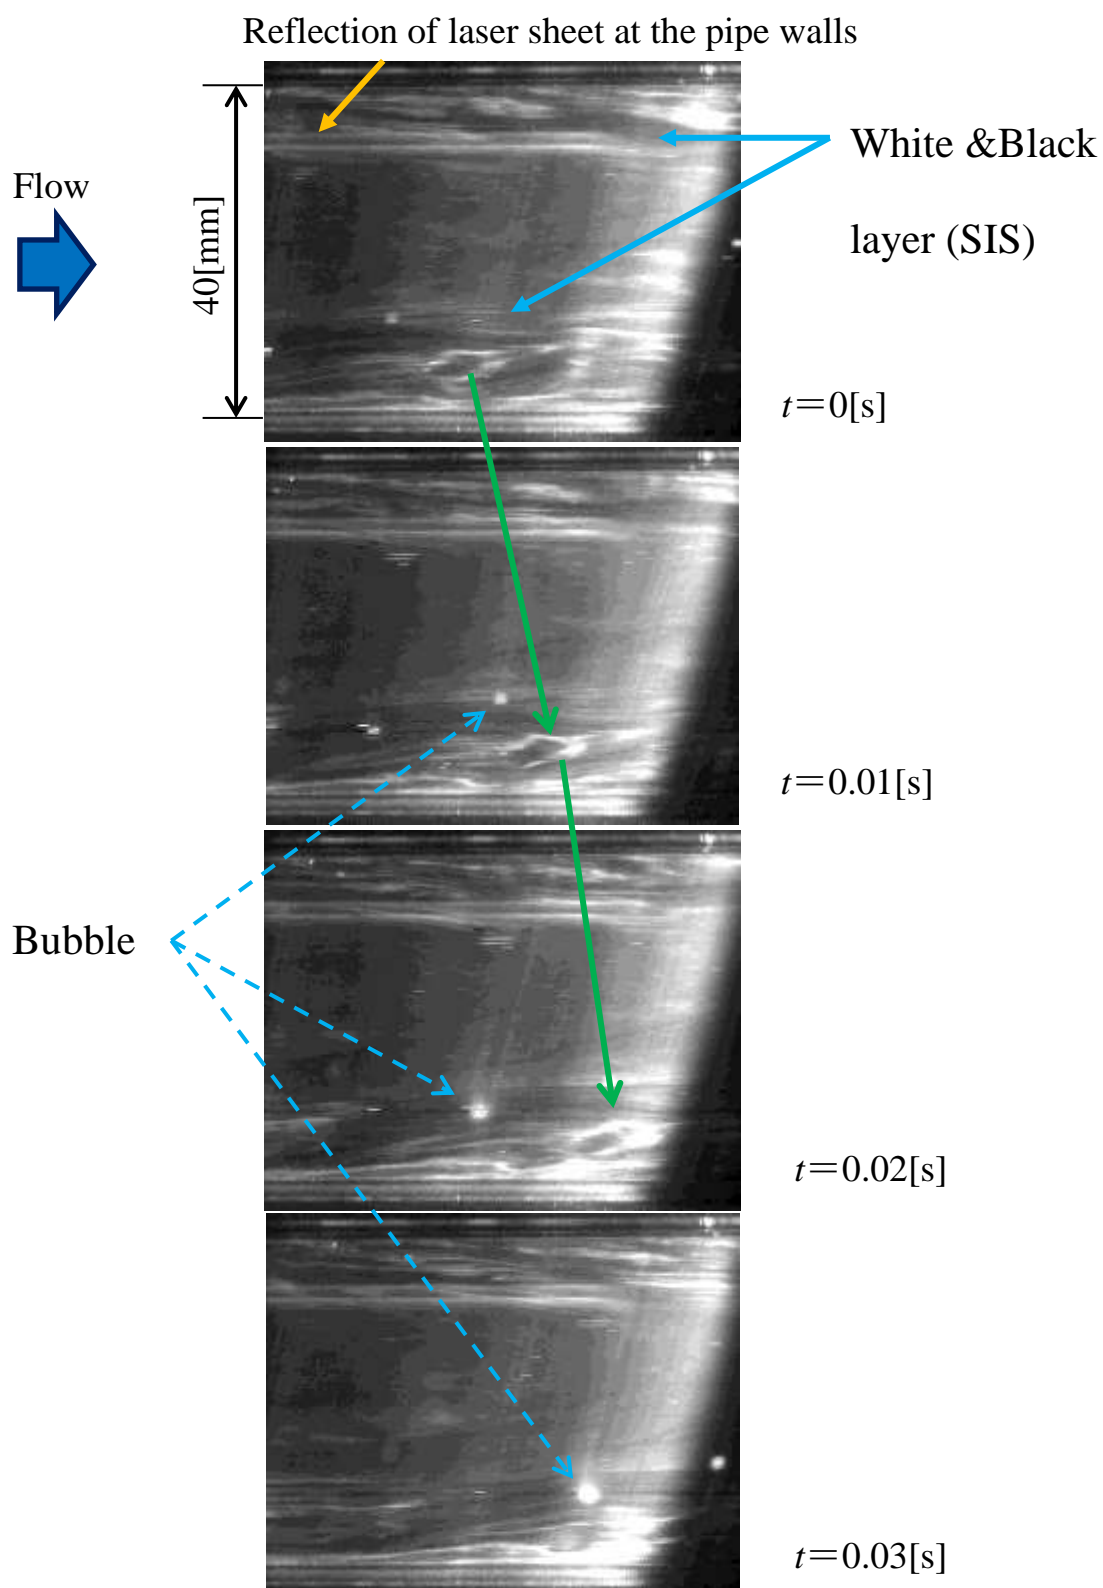 Reflection of laser sheet at the pipe walls
White &Black
layer (SIS)
Flow
40[mm]
t=0[s]
t=0.01[s]
Bubble
t=0.02[s]
t=0.03[s]